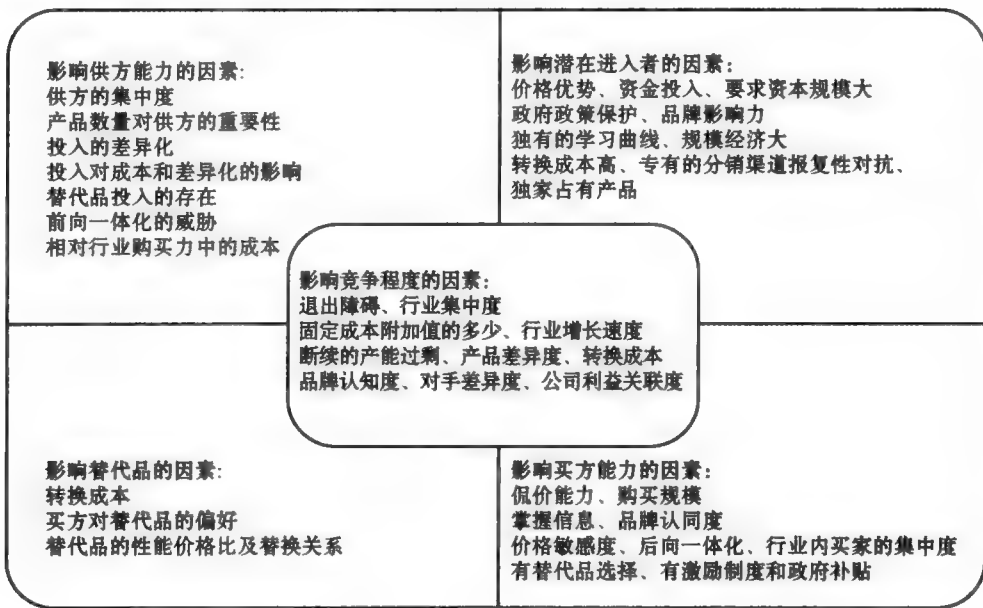 影响供方能力的因素:
供方的集中度
产品数量对供方的重要性
投入的差异化
投入对成本和差异化的影响
替代品投入的存在
前向一体化的威胁
相对行业购买力中的成本
影响潜在进入者的因素:
价格优势、资金投入、要求资本规模大
政府政策保护、品牌影响力
独有的学习曲线、规模经济大
转换成本高、专有的分销渠道报复性对抗、
独家占有产品
影响竞争程度的因素:
退出障碍、行业集中度
固定成本附加值的多少、行业增长速度
断续的产能过剩、产品差异度、转换成本
品牌认知度、对手差异度、公司利益关联度
影响替代品的因素:
转换成本
买方对替代品的偏好
替代品的性能价格比及替换关系
影响买方能力的因素:
侃价能力、购买规模
掌握信息、品牌认同度
价格敏感度、后向一体化、行业内买家的集中度
有替代品选择、有激励制度和政府补贴